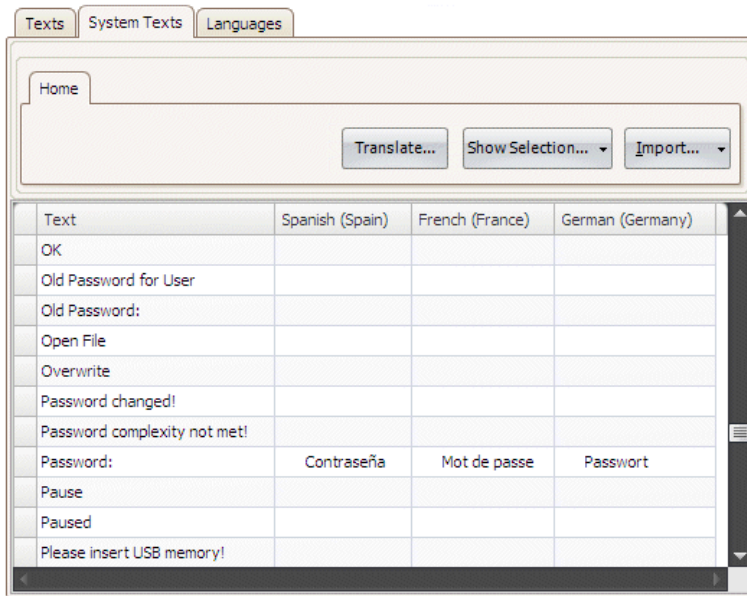 Texts System Texts Languages
Home
Translate... Show Selection... Import...
Text Spanish (Spain) French (France) German (Germany)
OK
Old Password for User
Old Password:
Open File
Overwrite
Password changed!
Password complexity not met!
Password: Contraseña Mot de passe Passwort
Pause
Paused
Please insert USB memory!